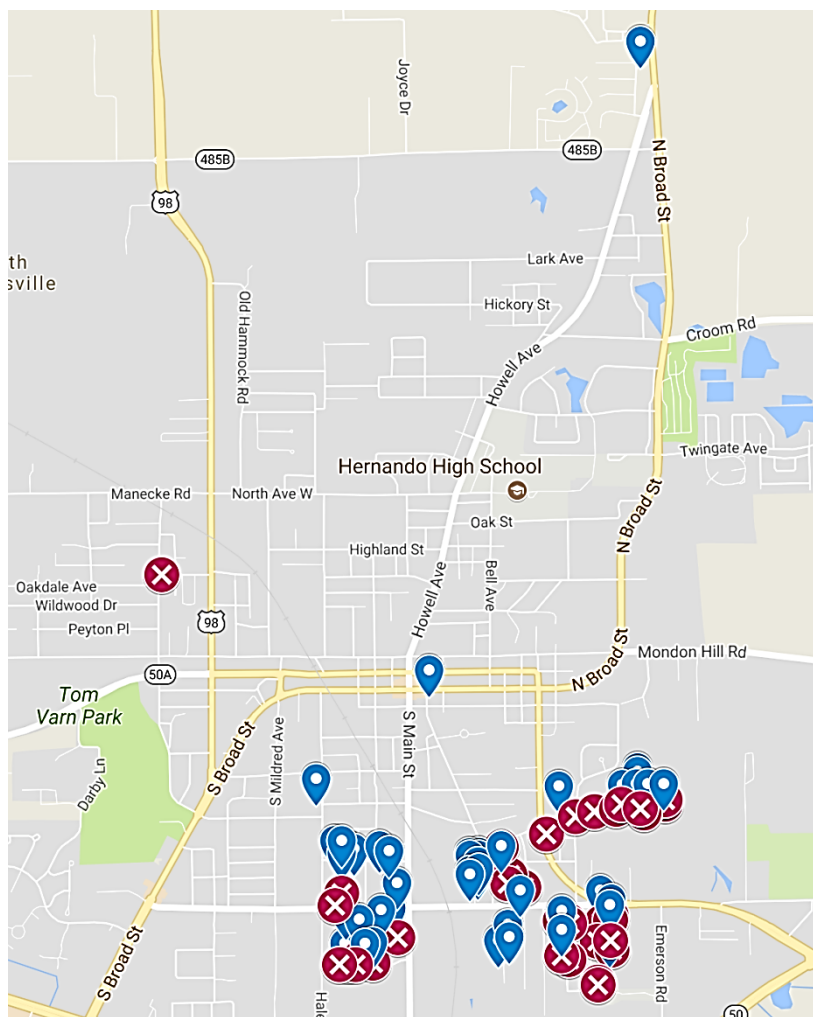 Joyce Dr
485B
485B
98
N Broad St
th
sville
Lark Ave
Old Hammock Rd
Hickory St
Croom Rd
Howell Ave
Twingate Ave
Hernando High School
Manecke Rd
North Ave W
Oak St
N Broad St
Highland St
Bell Ave
Oakdale Ave
Wildwood Dr
Howell Ave
98
Peyton Pl
Mondon Hill Rd
50A
N Broad St
Tom
Varn Park
S Broad St
S Mildred Ave
S Main St
Darby Ln
S Broad St
Emerson Rd
Hale
50